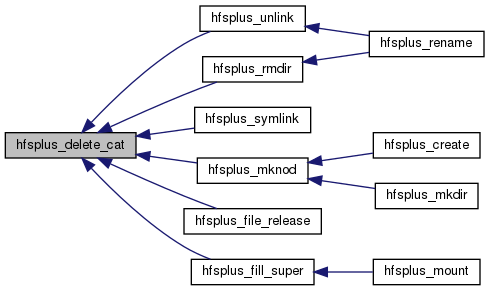 hfsplus_unlink
hfsplus_rename
hfsplus_rmdir
hfsplus_symlink
hfsplus_delete_cat
hfsplus_create
hfsplus_mknod
hfsplus_mkdir
hfsplus_file_release
hfsplus_fill_super
hfsplus_mount